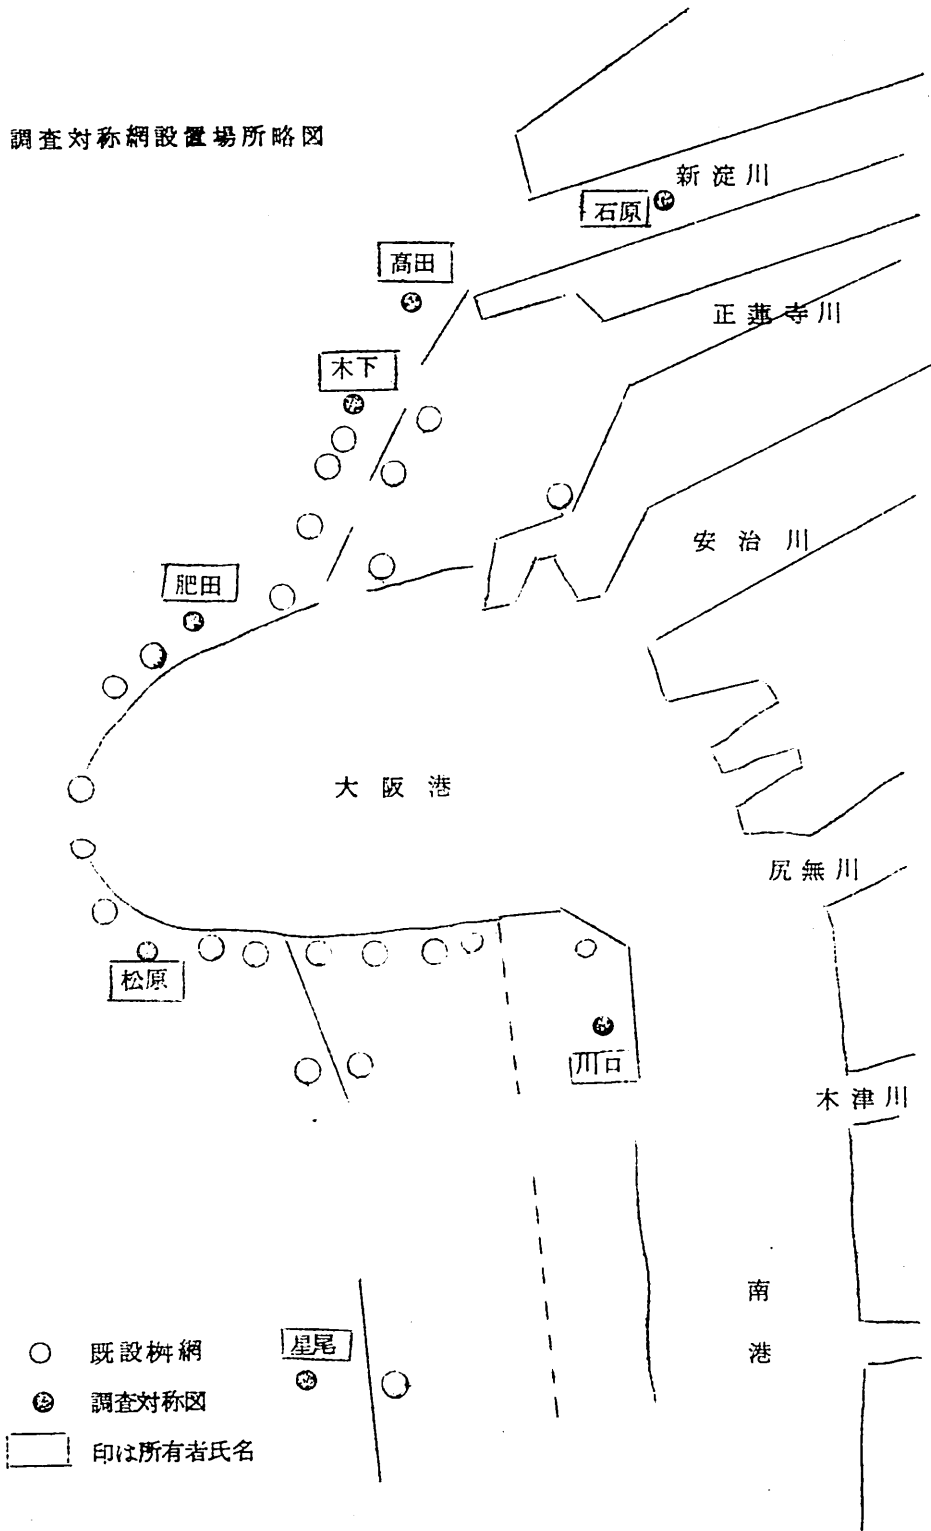 調査対称網設置場所略図
新淀川
石原
髙田
正蓮寺川
木下
安治川
肥田
大阪港
尻無川
松原
川口
木津川
南港
星尾
既設桝網
調査対称図
印は所有者氏名